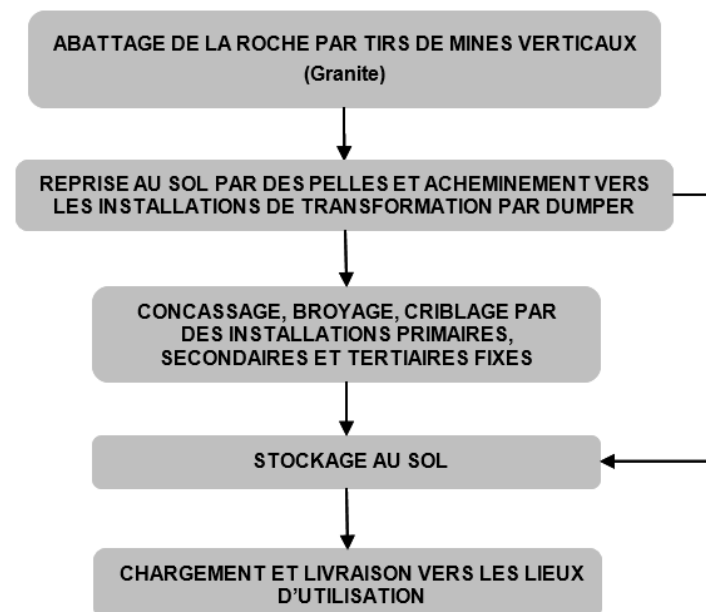 ABATTAGE DE LA ROCHE PAR TIRS DE MINES VERTICAUX
(Granite)
REPRISE AU SOL PAR DES PELLES ET ACHEMINEMENT VERS
LES INSTALLATIONS DE TRANSFORMATION PAR DUMPER
CONCASSAGE, BROYAGE, CRIBLAGE PAR
DES INSTALLATIONS PRIMAIRES,
SECONDAIRES ET TERTIAIRES FIXES
STOCKAGE AU SOL
CHARGEMENT ET LIVRAISON VERS LES LIEUX
D’UTILISATION